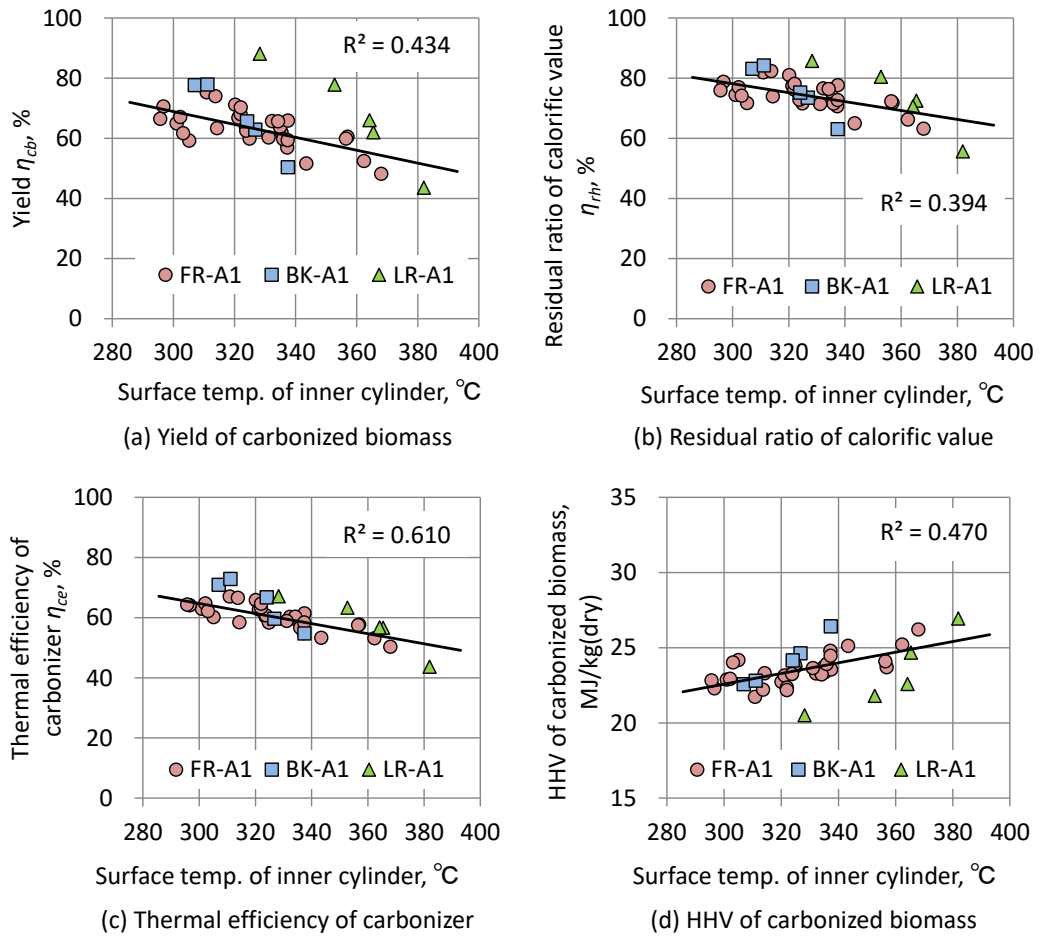 100
80
60
40
20
0
280 300 320 340 360 380 400
Yield ηcb, %
R² = 0.434
FR-A1 BK-A1 LR-A1
Surface temp. of inner cylinder, ℃
(a) Yield of carbonized biomass
100
80
60
40
20
0
280 300 320 340 360 380 400
Residual ratio of calorific value
ηrh, %
R² = 0.394
FR-A1 BK-A1 LR-A1
Surface temp. of inner cylinder, ℃
(b) Residual ratio of calorific value
100
80
60
40
20
0
280 300 320 340 360 380 400
Thermal efficiency of
carbonizer ηce, %
R² = 0.610
FR-A1 BK-A1 LR-A1
Surface temp. of inner cylinder, ℃
(c) Thermal efficiency of carbonizer
35
30
25
20
15
280 300 320 340 360 380 400
HHV of carbonized biomass,
MJ/kg(dry)
R² = 0.470
FR-A1 BK-A1 LR-A1
Surface temp. of inner cylinder, ℃
(d) HHV of carbonized biomass